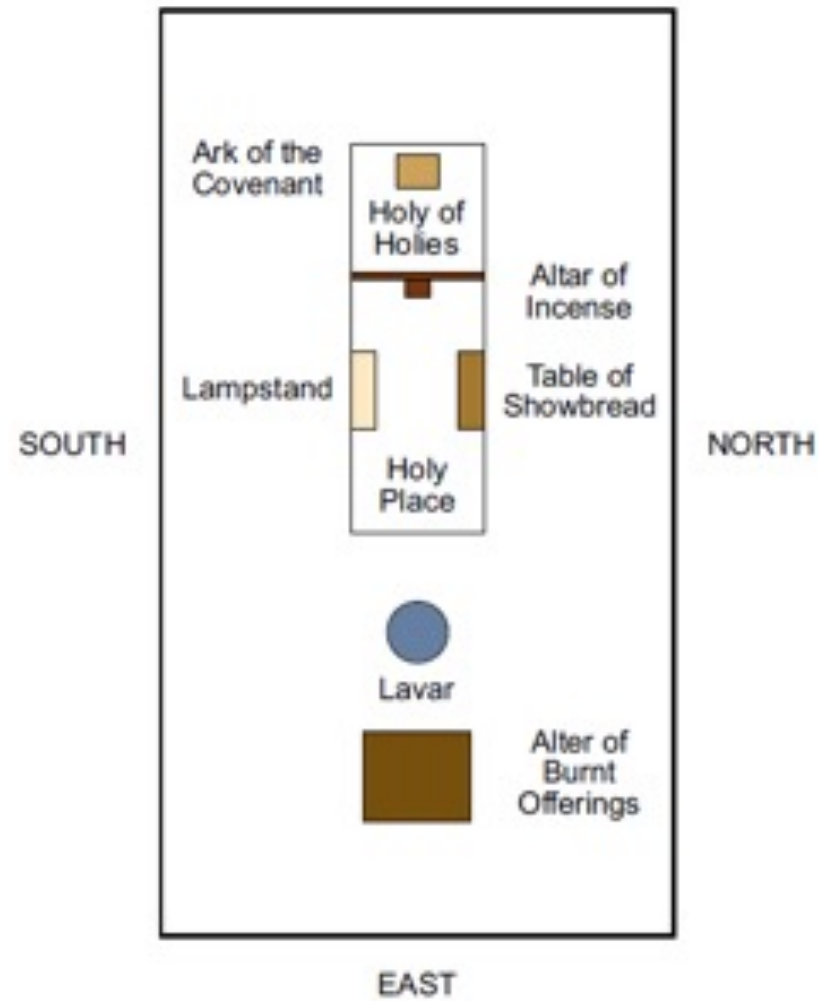 Ark of the
Covenant
Holy of
Holies
Altar of
Incense
Lampstand
Table of
Showbread
SOUTH
NORTH
Holy
Place
Lavar
Alter of
Burnt
Offerings
EAST